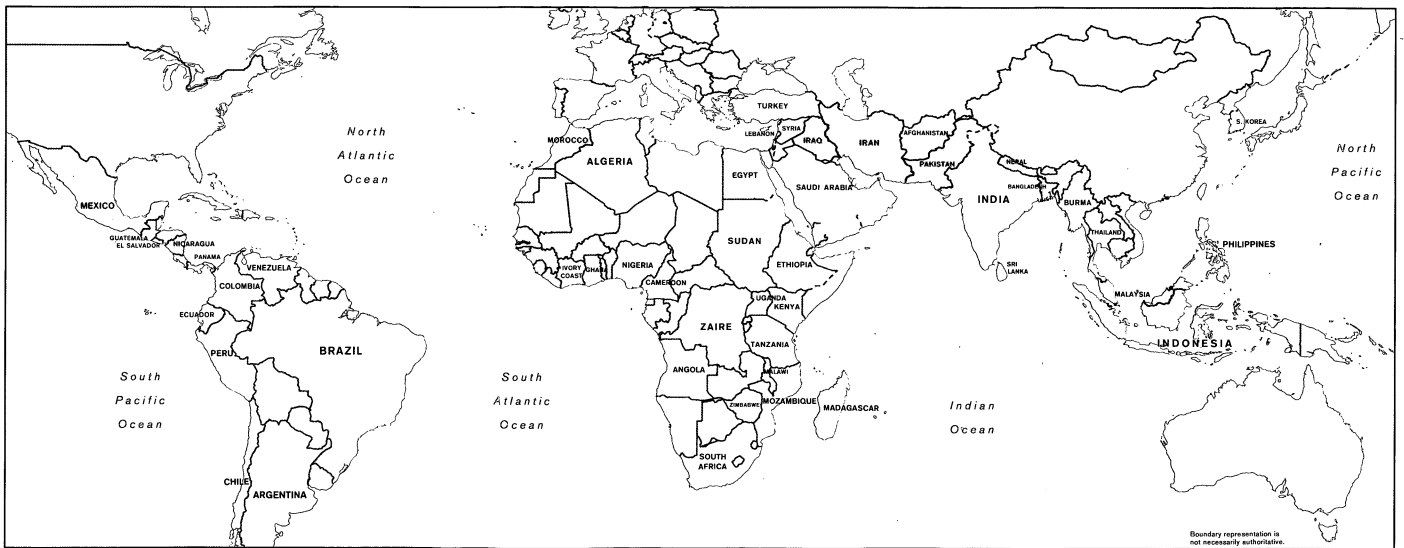 North
Atlantic
Ocean
MEXICO
GUATEMALA
EL SALVADOR
NICARAGUA
PANAMA
VENEZUELA
COLOMBIA
ECUADOR
PERU
BRAZIL
South
Pacific
Ocean
CHILE
ARGENTINA
South
Atlantic
Ocean
MOROCCO
ALGERIA
TURKEY
LEBANON
SYRIA
IRAQ
IRAN
AFGHANISTAN
PAKISTAN
EGYPT
SAUDI ARABIA
SUDAN
ETHIOPIA
IVORY
COAST
GHANA
NIGERIA
CAMEROON
UGANDA
KENYA
ZAIRE
TANZANIA
ANGOLA
MALAWI
ZIMBABWE
MOZAMBIQUE
MADAGASCAR
SOUTH
AFRICA
NEPAL
BANGLADESH
INDIA
BURMA
THAILAND
SRI
LANKA
S. KOREA
North
Pacific
Ocean
PHILIPPINES
MALAYSIA
INDONESIA
Indian
Ocean
Boundary representation is
not necessarily authoritative.